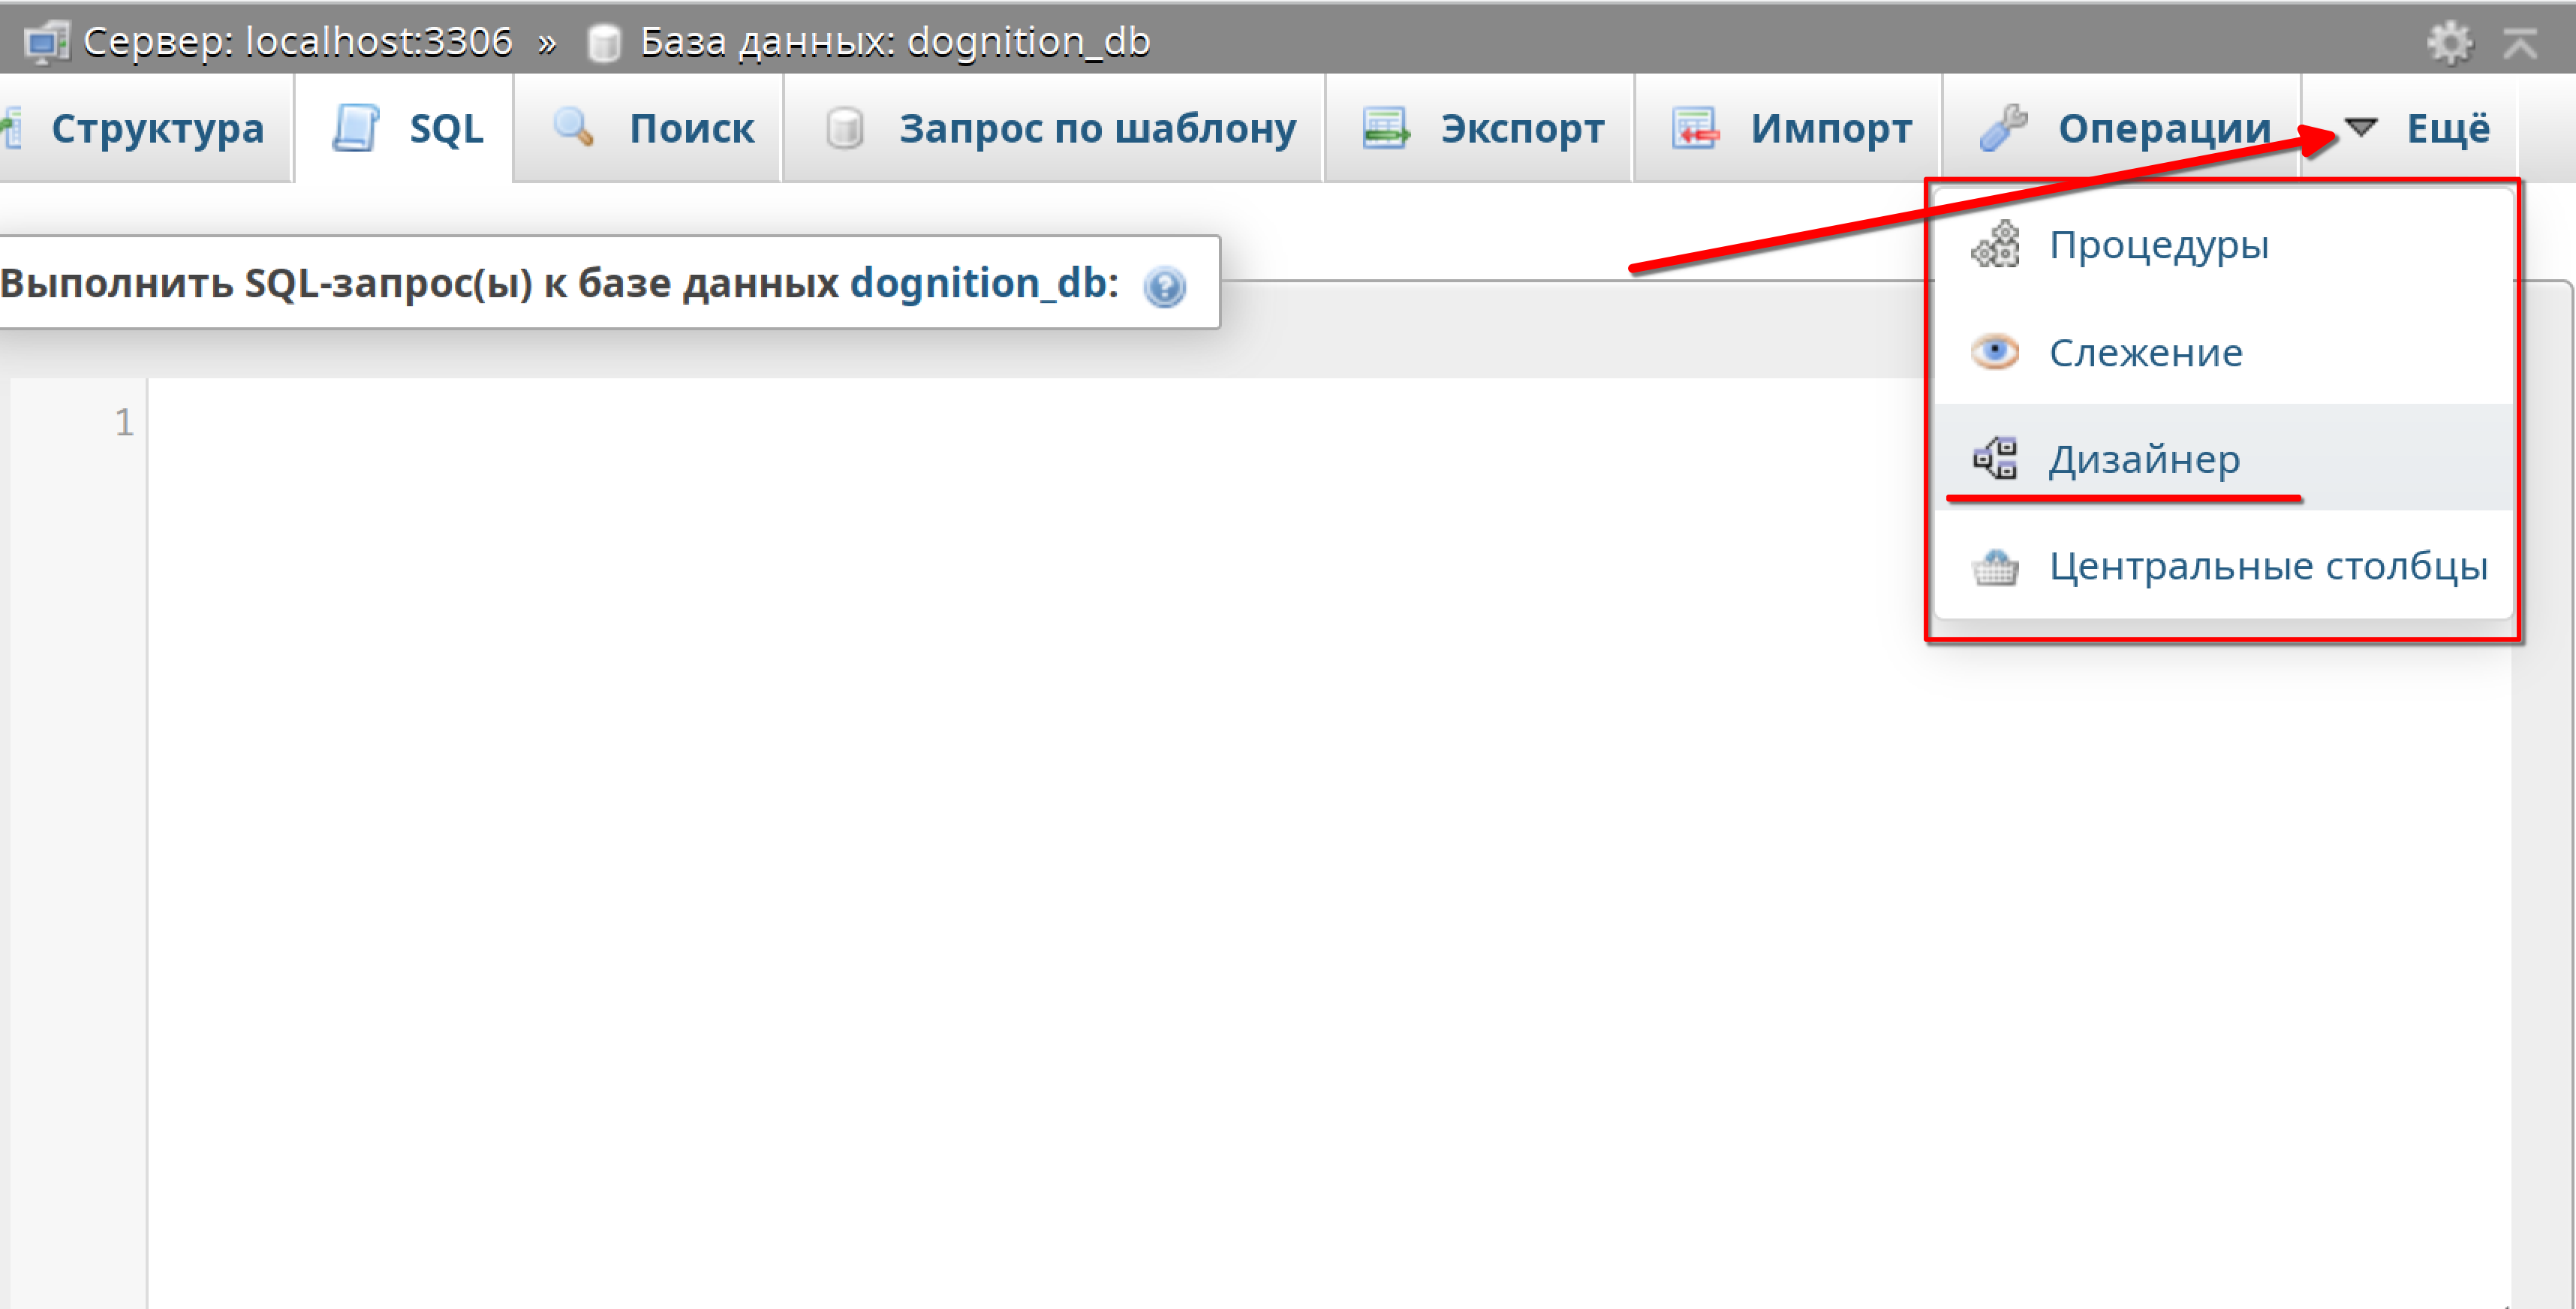 Сервер: localhost:3306 » База данных: dognition_db
Структура SQL Поиск Запрос по шаблону Экспорт Импорт Операции Ещё
Процедуры
Выполнить SQL-запрос(ы) к базе данных dognition_db:
Слежение
1
Дизайнер
Центральные столбцы